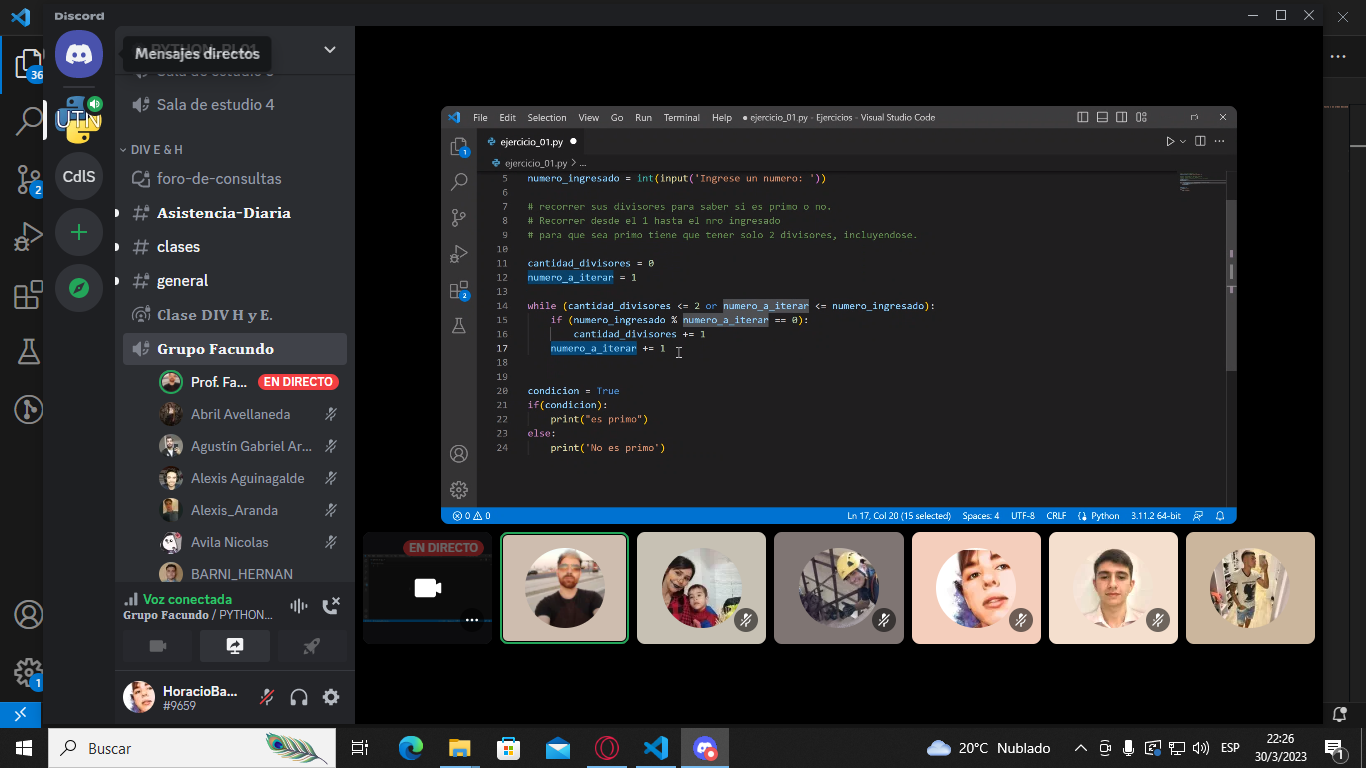 Discord
36
Mensajes directos
Sala de estudio 4
UTN
DIV E & H
CdlS
foro-de-consultas
2
Asistencia-Diaria
clases
general
Clase DIV H y E.
Grupo Facundo
Prof. Fa... EN DIRECTO
Abril Avellaneda
Agustín Gabriel Ar...
Alexis Aguinagalde
Alexis_Aranda
Avila Nicolas
BARNI_HERNAN
Voz conectada
Grupo Facundo / PYTHON...
1
HoracioBa...
#9659
File Edit Selection View Go Run Terminal Help ● ejercicio_01.py - Ejercicios - Visual Studio Code
1
ejercicio_01.py ●
ejercicio_01.py > ...
5 numero_ingresado = int(input('Ingrese un numero: '))
6
7 # recorrer sus divisores para saber si es primo o no.
8 # Recorrer desde el 1 hasta el nro ingresado
9 # para que sea primo tiene que tener solo 2 divisores, incluyendose.
10
11 cantidad_divisores = 0
12 numero_a_iterar = 1
13
2
14 while (cantidad_divisores <= 2 or numero_a_iterar <= numero_ingresado):
15 if (numero_ingresado % numero_a_iterar == 0):
16 cantidad_divisores += 1
17 numero_a_iterar += 1
18
19
20 condicion = True
21 if(condicion):
22 print("es primo")
23 else:
24 print('No es primo')
0 0 Ln 17, Col 20 (15 selected) Spaces: 4 UTF-8 CRLF Python 3.11.2 64-bit
EN DIRECTO
Buscar
20°C Nublado
ESP
22:26
30/3/2023
1